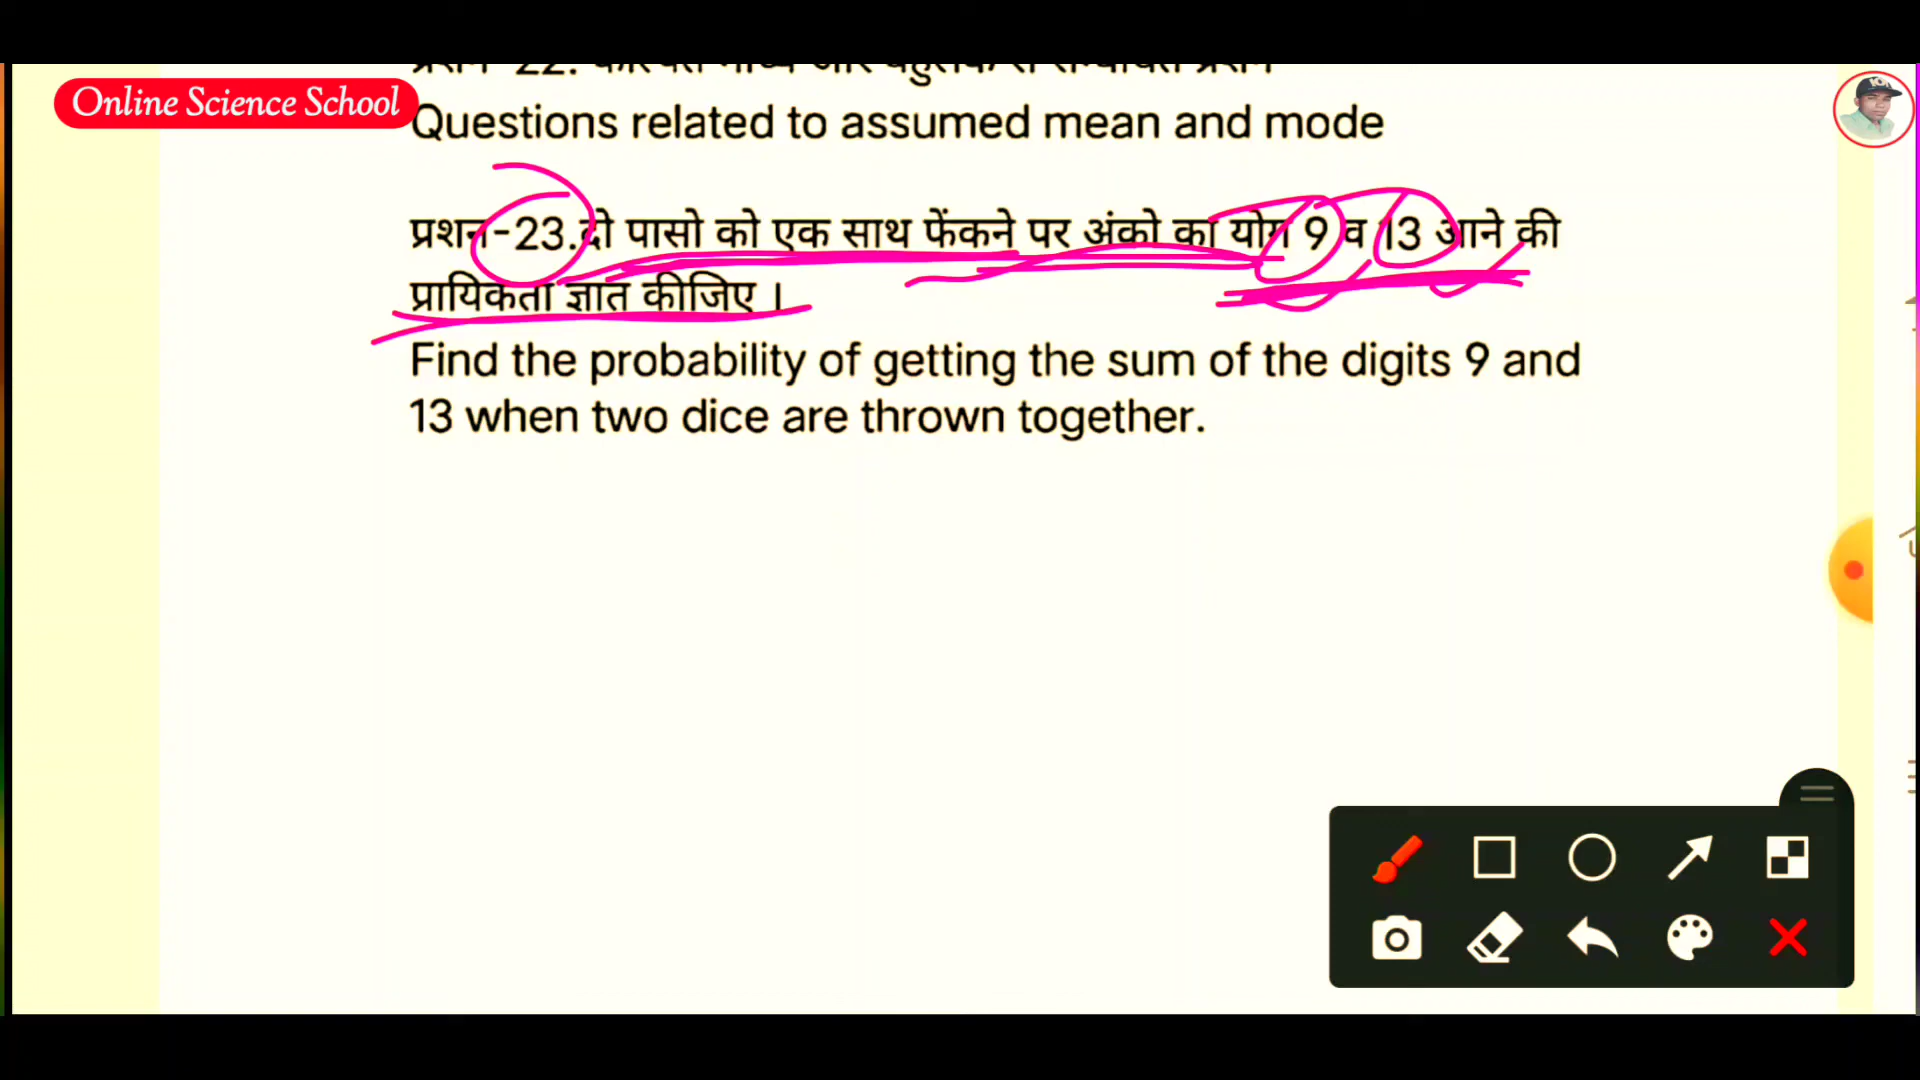 Online Science School
Questions related to assumed mean and mode
प्रशन-23.दो पासो को एक साथ फेंकने पर अंको का योग 9 व 13 आने की
प्रायिकता ज्ञात कीजिए ।
Find the probability of getting the sum of the digits 9 and
13 when two dice are thrown together.